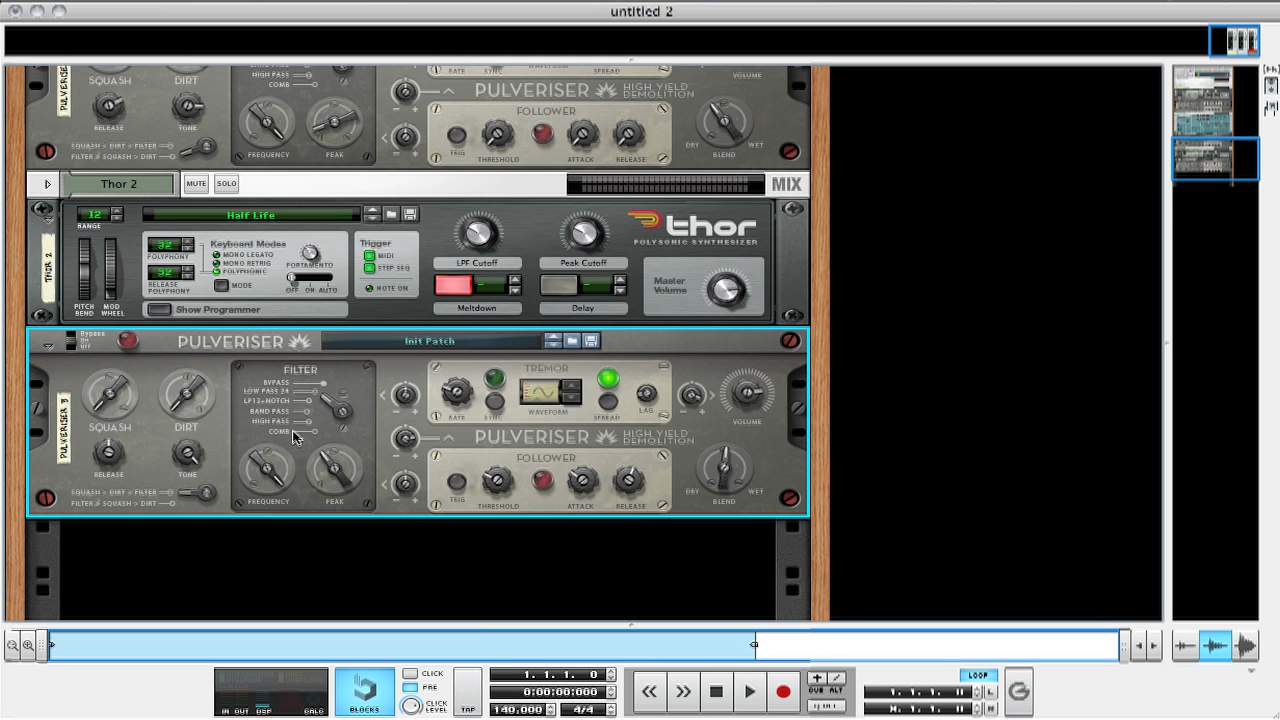 untitled 2
PULVERISE
SQUASH
DIRT
HIGH PASS
COMB
RATE
SYNC
WAVEFORM
SPREAD
VOLUME
PULVERISER HIGH YIELD DEMOLITION
FOLLOWER
RELEASE
TONE
SQUASH > DIRT > FILTER
FILTER > SQUASH > DIRT
FREQUENCY
PEAK
TRIG
THRESHOLD
ATTACK
RELEASE
DRY
BLEND
WET
Thor 2
MUTE
SOLO
MIX
THOR 2
12
RANGE
Half Life
PITCH BEND
MOD WHEEL
32
POLYPHONY
32
RELEASE POLYPHONY
Keyboard Modes
MONO LEGATO
MONO RETRIG
POLYPHONIC
MODE
PORTAMENTO
OFF ON AUTO
Trigger
MIDI
STEP SEQ
NOTE ON
Show Programmer
LPF Cutoff
Peak Cutoff
Meltdown
Delay
thor
POLYSONIC SYNTHESIZER
Master Volume
Bypass
On
Off
PULVERISER
Init Patch
PULVERISER 3
SQUASH
DIRT
RELEASE
TONE
SQUASH > DIRT > FILTER
FILTER > SQUASH > DIRT
FILTER
BYPASS
LOW PASS 24
LP12+NOTCH
BAND PASS
HIGH PASS
COMB
FREQUENCY
PEAK
TREMOR
RATE
SYNC
WAVEFORM
SPREAD
LAG
VOLUME
PULVERISER HIGH YIELD DEMOLITION
FOLLOWER
TRIG
THRESHOLD
ATTACK
RELEASE
DRY
BLEND
WET
IN OUT DSP CALC
BLOCKS
CLICK
PRE
CLICK LEVEL
TAP
1. 1. 1. 0
0:00:00:000
140.000
4/4
DUB ALT
LOOP
L
R